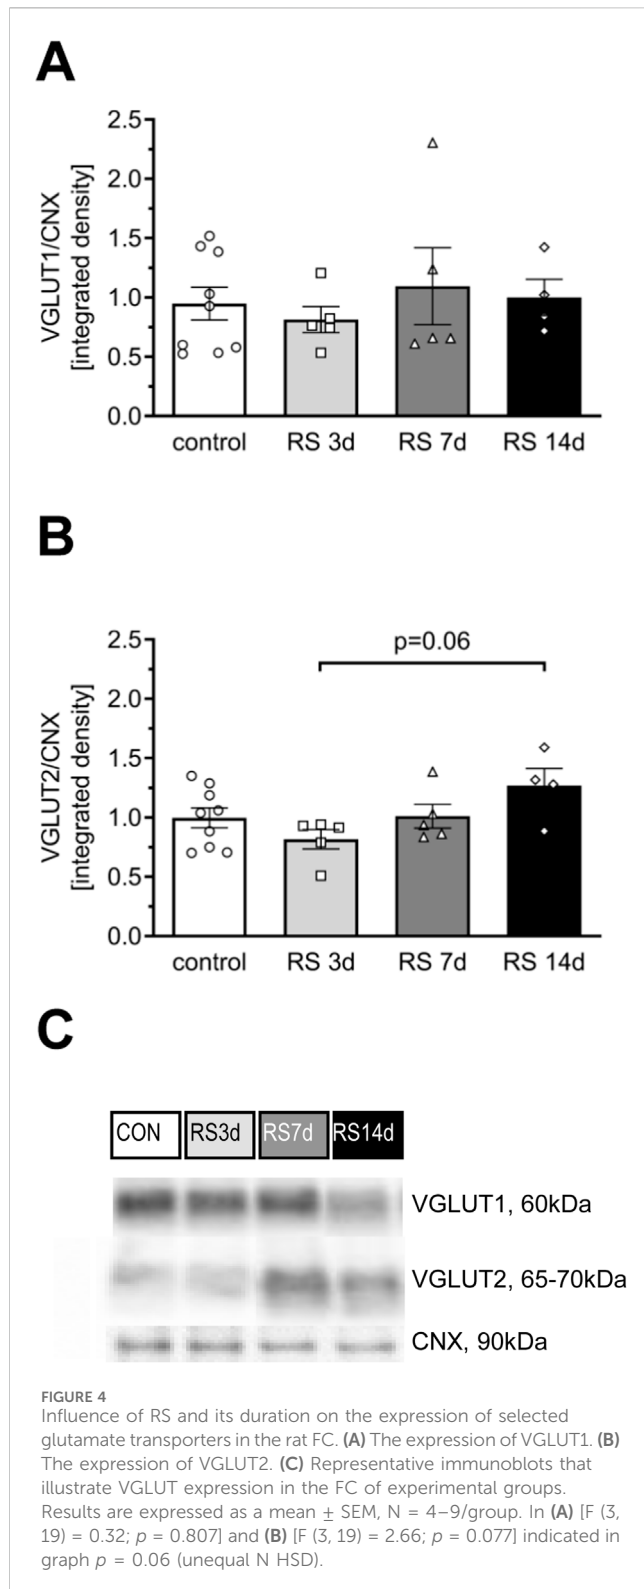 A
VGLUT1/CNX
[integrated density]
2.5
2.0
1.5
1.0
0.5
0.0
control RS 3d RS 7d RS 14d
B
VGLUT2/CNX
[integrated density]
2.5
2.0
1.5
1.0
0.5
0.0
p=0.06
control RS 3d RS 7d RS 14d
C
CON RS3d RS7d RS14d
VGLUT1, 60kDa
VGLUT2, 65-70kDa
CNX, 90kDa
FIGURE 4
Influence of RS and its duration on the expression of selected
glutamate transporters in the rat FC. (A) The expression of VGLUT1. (B)
The expression of VGLUT2. (C) Representative immunoblots that
illustrate VGLUT expression in the FC of experimental groups.
Results are expressed as a mean ± SEM, N = 4–9/group. In (A) [F (3,
19) = 0.32; p = 0.807] and (B) [F (3, 19) = 2.66; p = 0.077] indicated in
graph p = 0.06 (unequal N HSD).